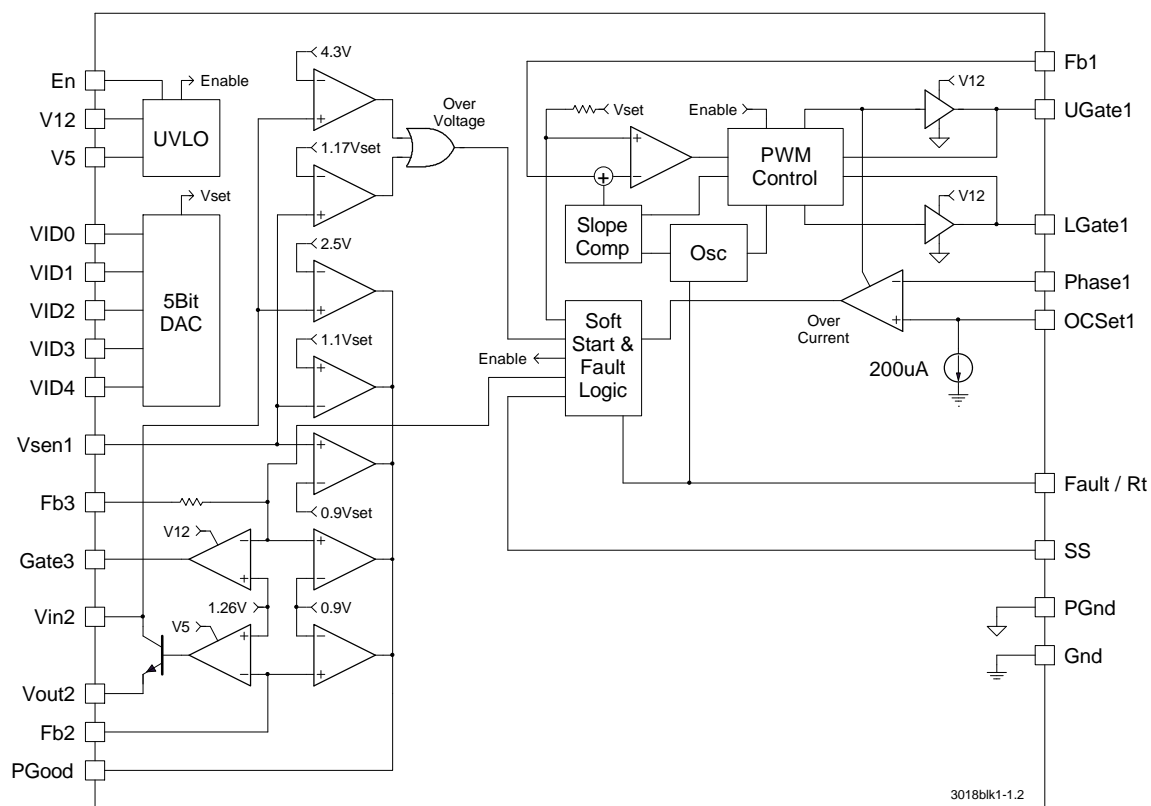 En
V12
V5
VID0
VID1
VID2
VID3
VID4
Vsen1
Fb3
Gate3
Vin2
Vout2
Fb2
PGood
Enable
UVLO
Vset
5Bit
DAC
4.3V
1.17Vset
2.5V
1.1Vset
0.9Vset
V12
1.26V
0.9V
V5
Over
Voltage
Vset
Enable
PWM
Control
V12
V12
Slope
Comp
Osc
Soft
Start &
Fault
Logic
Enable
Over
Current
200uA
Fb1
UGate1
LGate1
Phase1
OCSet1
Fault / Rt
SS
PGnd
Gnd
3018blk1-1.2